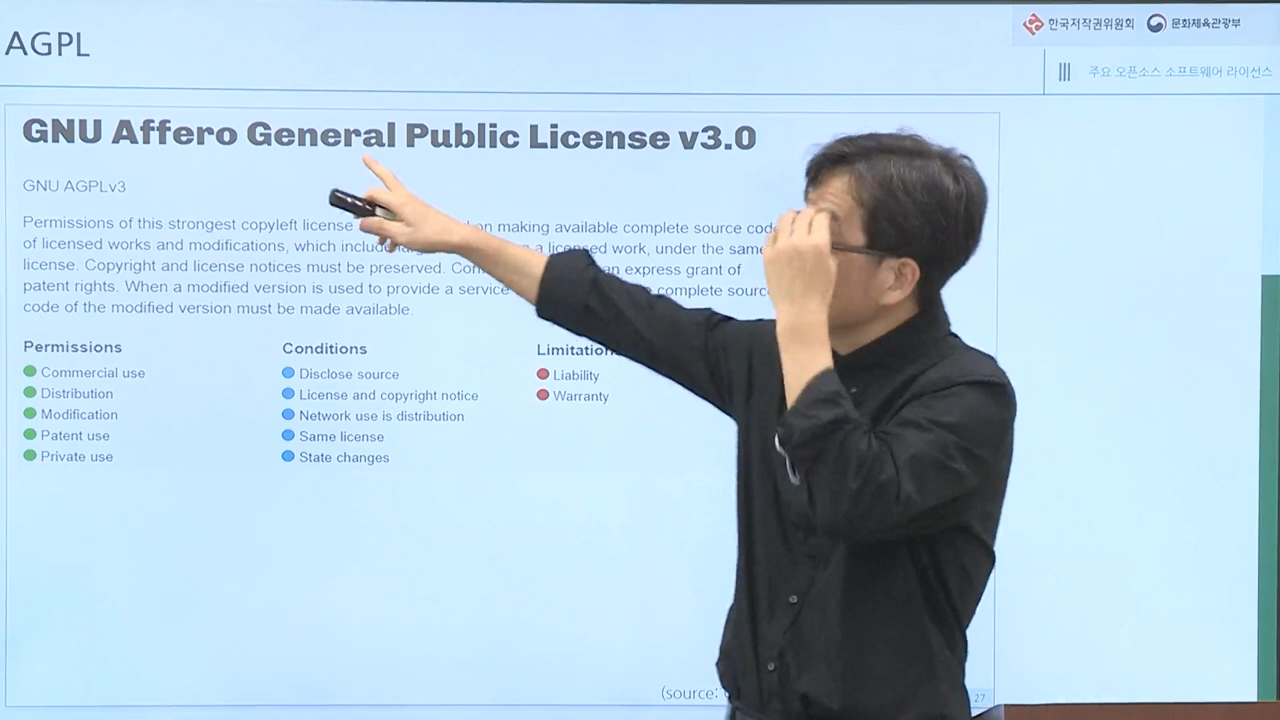 AGPL
한국저작권위원회 문화체육관광부
주요 오픈소스 소프트웨어 라이선스
GNU Affero General Public License v3.0
GNU AGPLv3
Permissions of this strongest copyleft license on making available complete source code
of licensed works and modifications, which include a licensed work, under the same
license. Copyright and license notices must be preserved. an express grant of
patent rights. When a modified version is used to provide a service complete source
code of the modified version must be made available.
Permissions Conditions Limitations
Commercial use Disclose source Liability
Distribution License and copyright notice Warranty
Modification Network use is distribution
Patent use Same license
Private use State changes
(source:
27